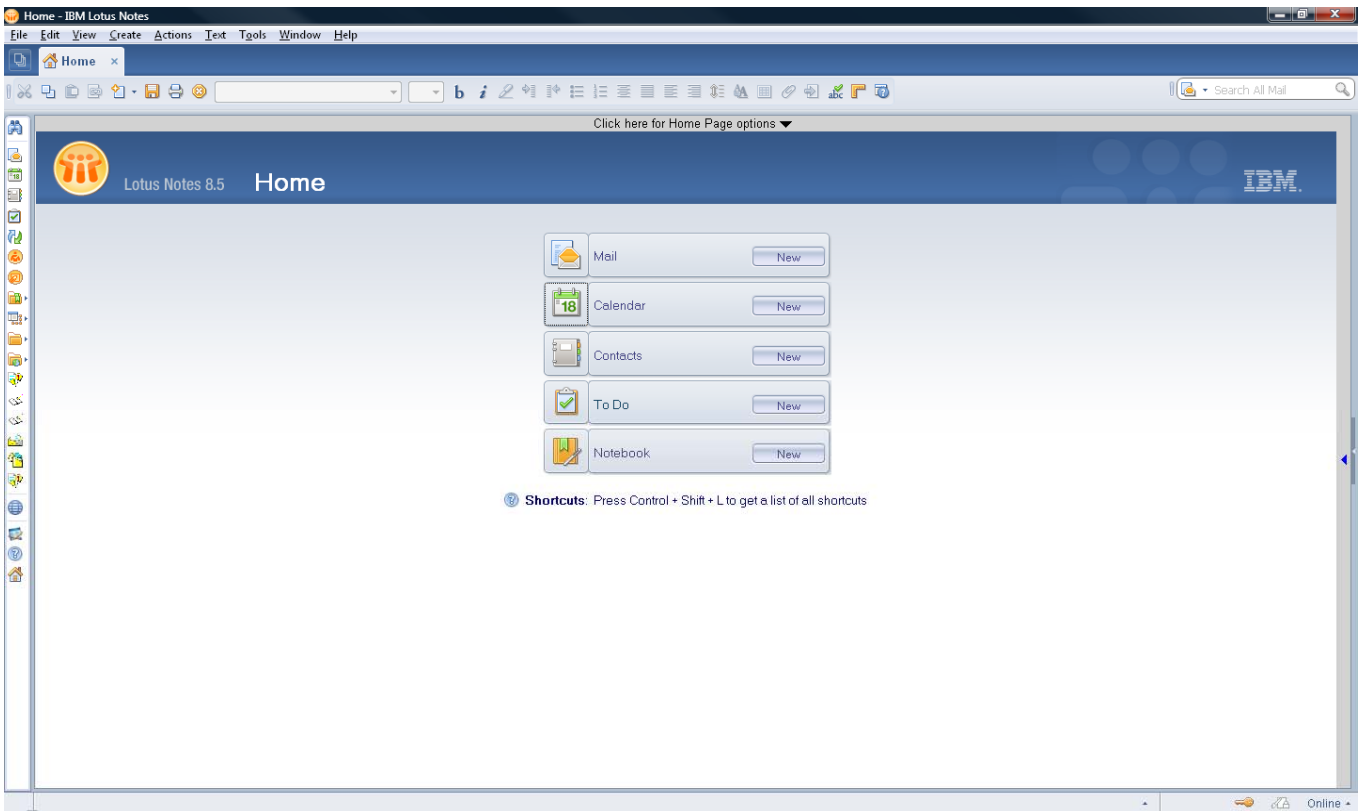 Home - IBM Lotus Notes
File Edit View Create Actions Text Tools Window Help
Home
b i abc
Search All Mail
Click here for Home Page options
Lotus Notes 8.5 Home
IBM.
Mail New
18 Calendar New
Contacts New
To Do New
Notebook New
Shortcuts: Press Control + Shift + L to get a list of all shortcuts
Online